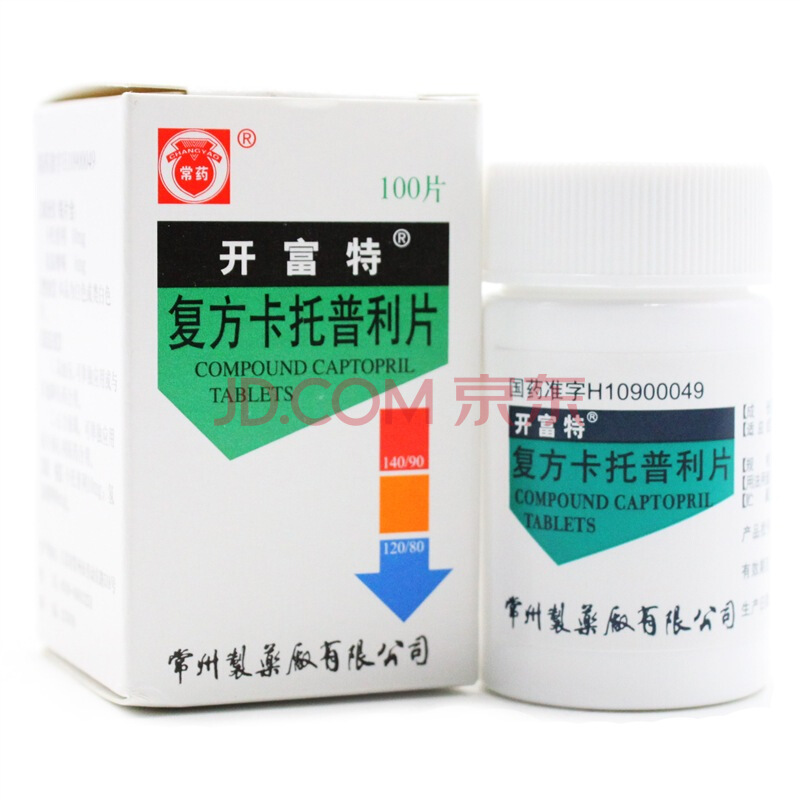 CHANGYAO
常药
®
100片
开富特®
复方卡托普利片
COMPOUND CAPTOPRIL
TABLETS
140/90
120/80
常州製藥厰有限公司
JD.COM 京东
国药准字H10900049
开富特®
复方卡托普利片
COMPOUND CAPTOPRIL
TABLETS
常州製藥厰有限公司